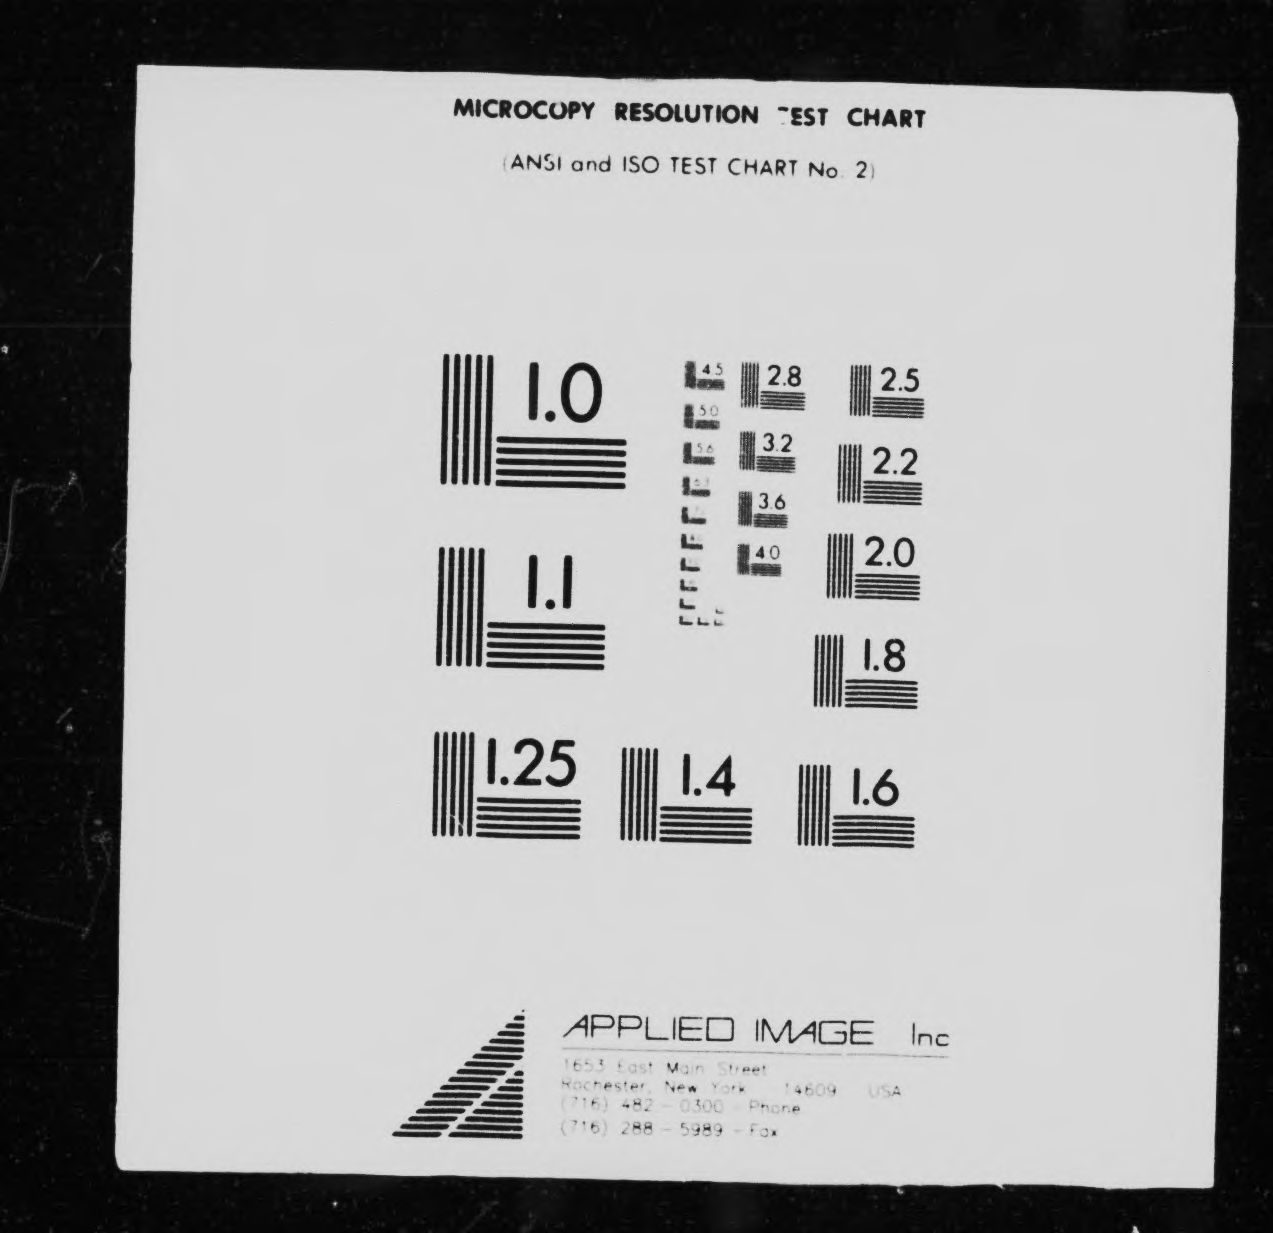 MICROCOPY RESOLUTION TEST CHART
(ANSI and ISO TEST CHART No. 2)
1.0
4.5
2.8
2.5
5.0
3.2
2.2
5.6
3.6
6.3
4.0
2.0
1.1
1.8
1.25
1.4
1.6
APPLIED IMAGE Inc
1653 East Main Street
Rochester, New York 14609 USA
(716) 482 - 0300 - Phone
(716) 288 - 5989 - Fax